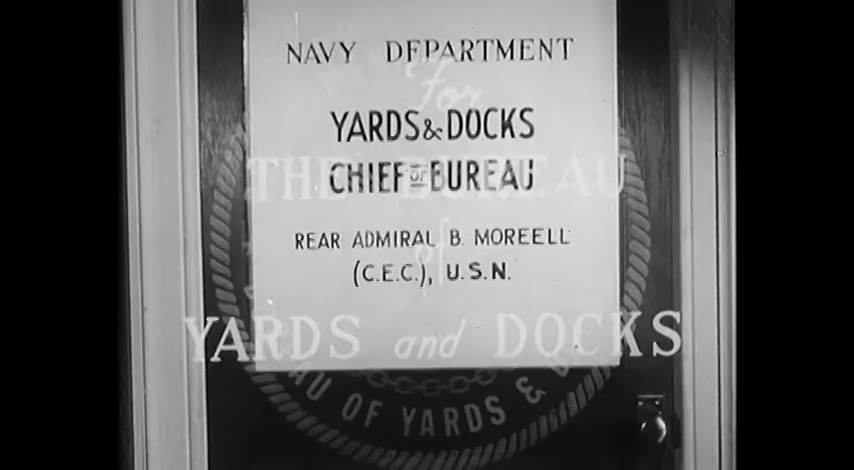 NAVY DEPARTMENT
for
YARDS & DOCKS
THE BUREAU
CHIEF OF BUREAU
REAR ADMIRAL B. MOREELL
of
(C.E.C.), U.S.N.
YARDS and DOCKS
BUREAU OF YARDS &